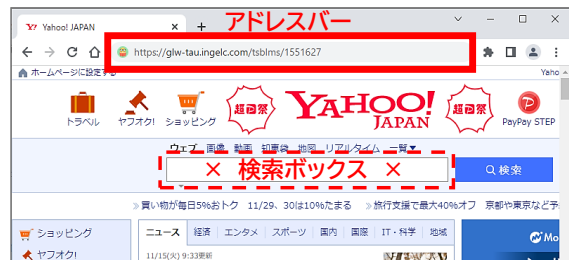 Yahoo! JAPAN
アドレスバー
https://glw-tau.ingelc.com/tsblms/1551627
ホームページに設定する
Yaho
トラベル
ヤフオク!
ショッピング
超PayPay祭
YAHOO!
JAPAN
超PayPay祭
PayPay STEP
ウェブ 画像 動画 知恵袋 地図 リアルタイム 一覧▼
× 検索ボックス ×
検索
≫買い物が毎日5%おトク 11/29、30は10%たまる ≫旅行支援で最大40%オフ 京都や東京など予
ショッピング
ニュース 経済 エンタメ スポーツ 国内 国際 IT・科学 地域
Mo
ヤフオク!
11/15(火) 9:33更新